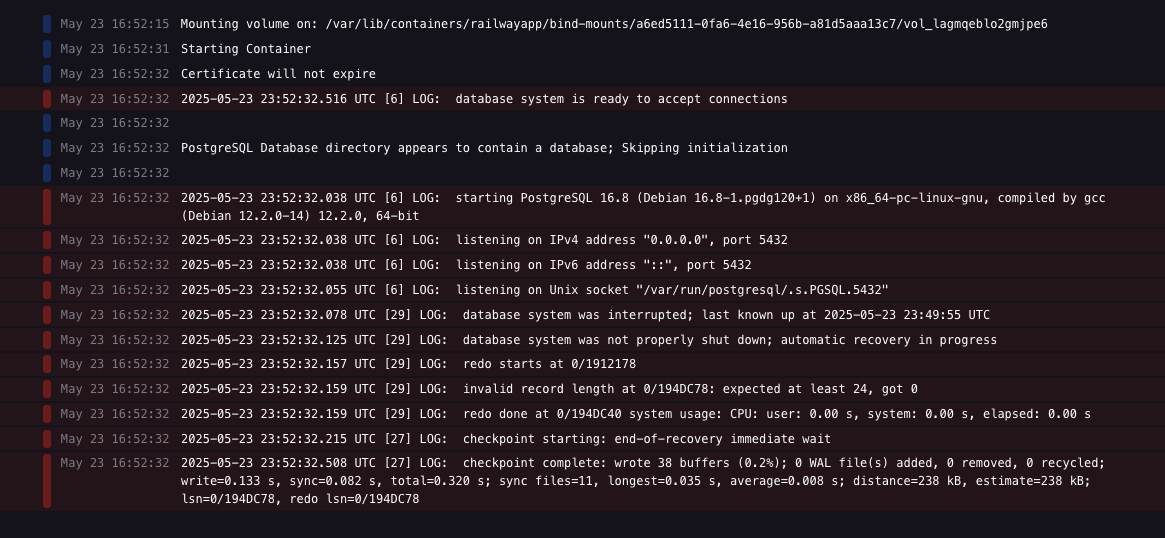 May 23 16:52:15 Mounting volume on: /var/lib/containers/railwayapp/bind-mounts/a6ed5111-0fa6-4e16-956b-a81d5aaa13c7/vol_lagmqeblo2gmjpe6
May 23 16:52:31 Starting Container
May 23 16:52:32 Certificate will not expire
May 23 16:52:32 2025-05-23 23:52:32.516 UTC [6] LOG:  database system is ready to accept connections
May 23 16:52:32
May 23 16:52:32 PostgreSQL Database directory appears to contain a database; Skipping initialization
May 23 16:52:32
May 23 16:52:32 2025-05-23 23:52:32.038 UTC [6] LOG:  starting PostgreSQL 16.8 (Debian 16.8-1.pgdg120+1) on x86_64-pc-linux-gnu, compiled by gcc
(Debian 12.2.0-14) 12.2.0, 64-bit
May 23 16:52:32 2025-05-23 23:52:32.038 UTC [6] LOG:  listening on IPv4 address "0.0.0.0", port 5432
May 23 16:52:32 2025-05-23 23:52:32.038 UTC [6] LOG:  listening on IPv6 address "::", port 5432
May 23 16:52:32 2025-05-23 23:52:32.055 UTC [6] LOG:  listening on Unix socket "/var/run/postgresql/.s.PGSQL.5432"
May 23 16:52:32 2025-05-23 23:52:32.078 UTC [29] LOG:  database system was interrupted; last known up at 2025-05-23 23:49:55 UTC
May 23 16:52:32 2025-05-23 23:52:32.125 UTC [29] LOG:  database system was not properly shut down; automatic recovery in progress
May 23 16:52:32 2025-05-23 23:52:32.157 UTC [29] LOG:  redo starts at 0/1912178
May 23 16:52:32 2025-05-23 23:52:32.159 UTC [29] LOG:  invalid record length at 0/194DC78: expected at least 24, got 0
May 23 16:52:32 2025-05-23 23:52:32.159 UTC [29] LOG:  redo done at 0/194DC40 system usage: CPU: user: 0.00 s, system: 0.00 s, elapsed: 0.00 s
May 23 16:52:32 2025-05-23 23:52:32.215 UTC [27] LOG:  checkpoint starting: end-of-recovery immediate wait
May 23 16:52:32 2025-05-23 23:52:32.508 UTC [27] LOG:  checkpoint complete: wrote 38 buffers (0.2%); 0 WAL file(s) added, 0 removed, 0 recycled;
write=0.133 s, sync=0.082 s, total=0.320 s; sync files=11, longest=0.035 s, average=0.008 s; distance=238 kB, estimate=238 kB;
lsn=0/194DC78, redo lsn=0/194DC78